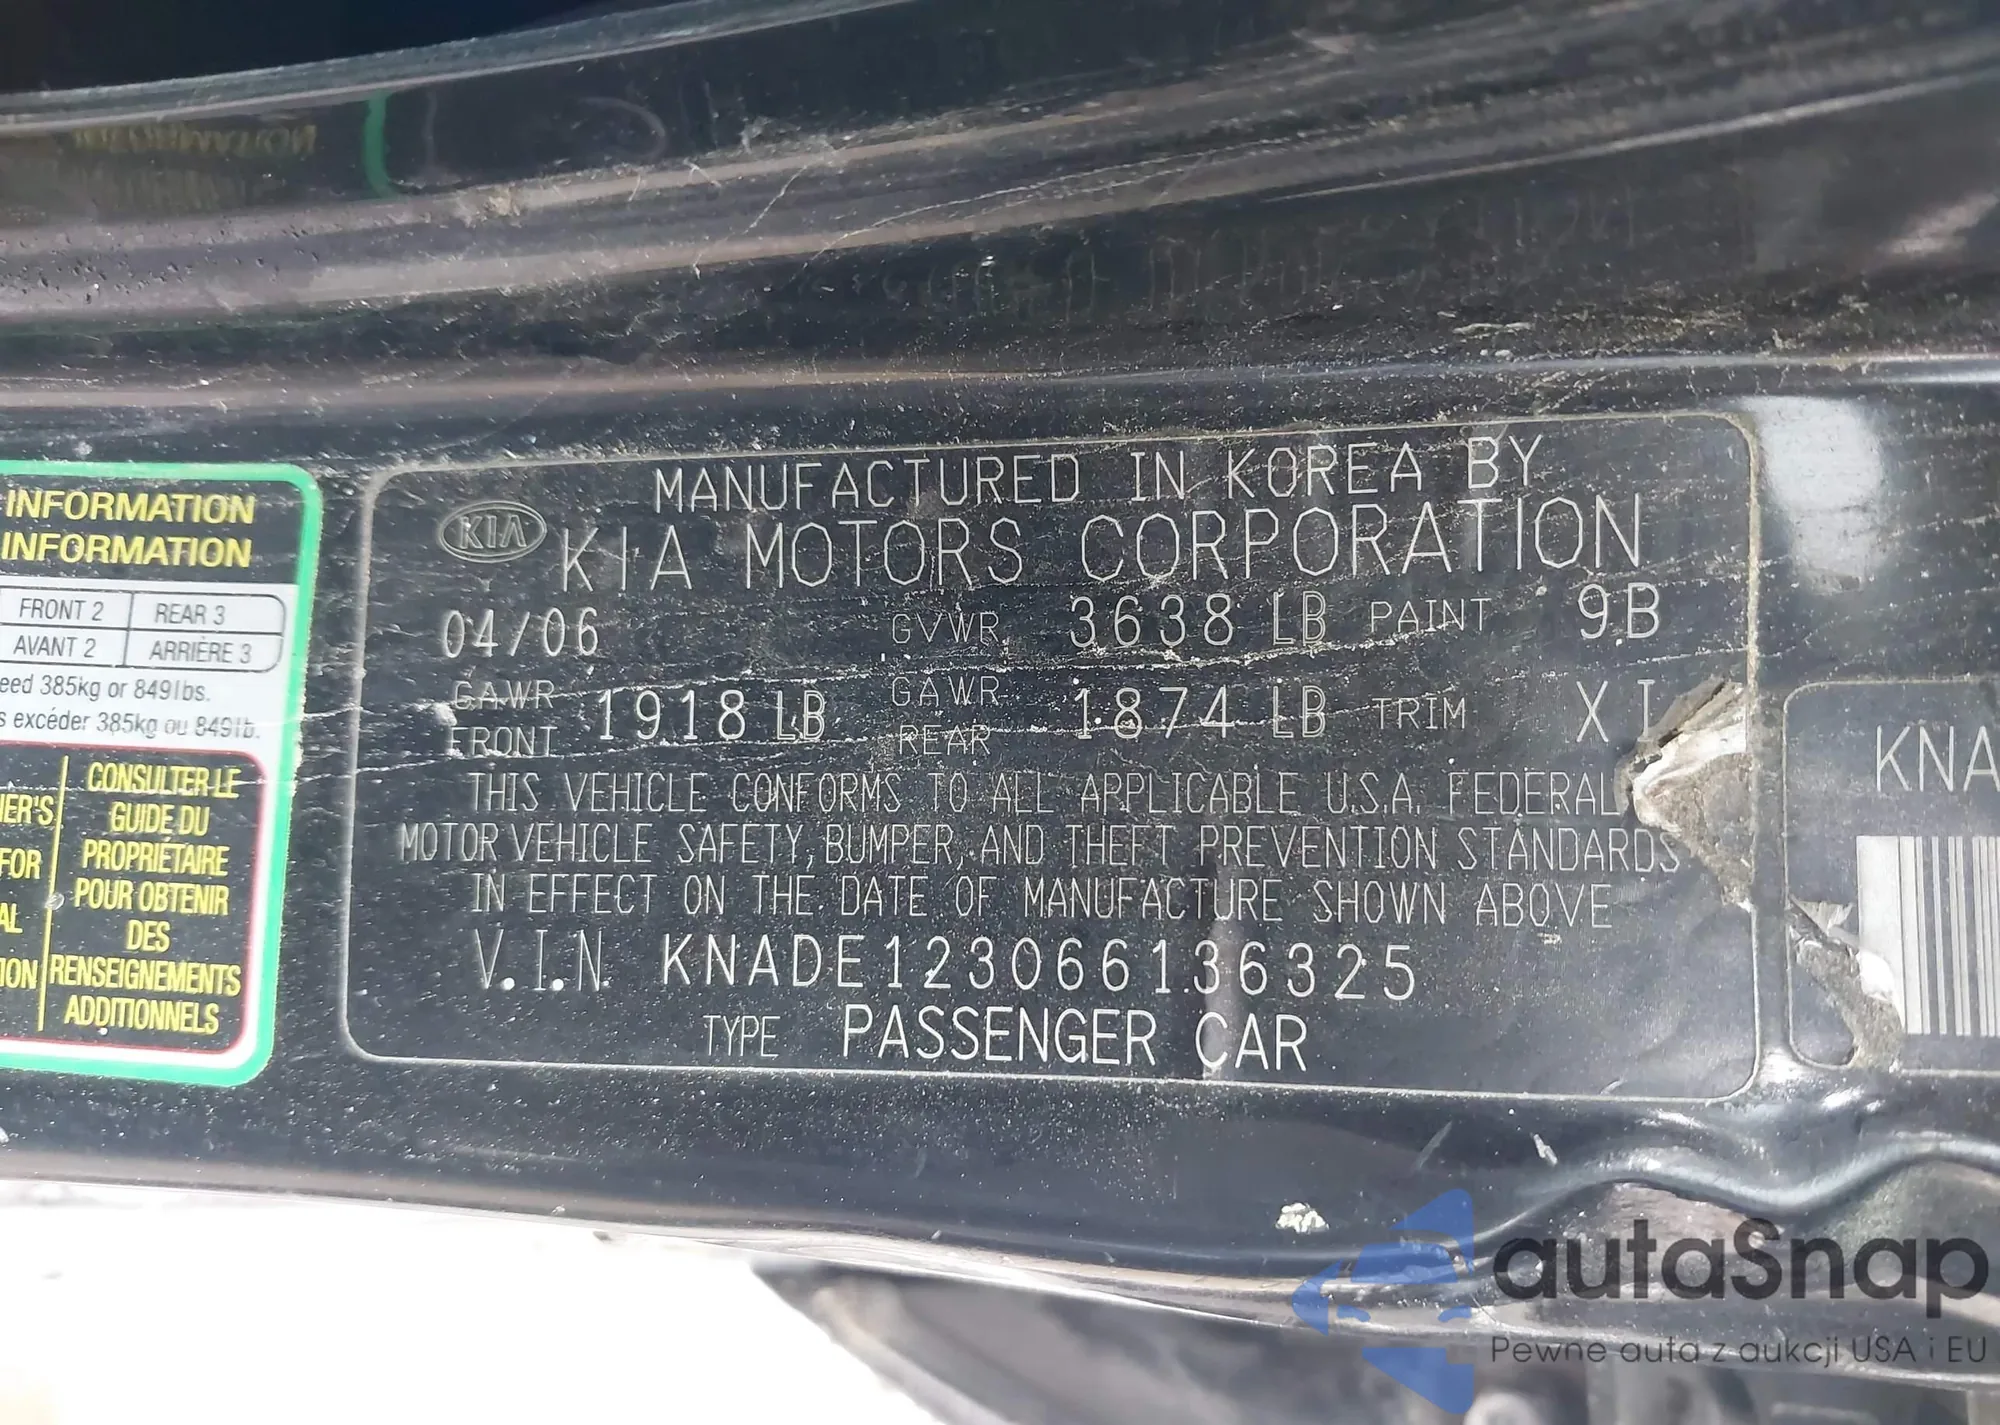 INFORMATION
INFORMATION
FRONT 2 REAR 3
AVANT 2 ARRIÈRE 3
eed 385kg or 849lbs.
s excéder 385kg ou 849lb.
NER'S
FOR
AL
ION
CONSULTER LE
GUIDE DU
PROPRIÉTAIRE
POUR OBTENIR
DES
RENSEIGNEMENTS
ADDITIONNELS
MANUFACTURED IN KOREA BY
KIA KIA MOTORS CORPORATION
04/06 GVWR 3638 LB PAINT 9B
GAWR FRONT 1918 LB GAWR REAR 1874 LB TRIM XI
THIS VEHICLE CONFORMS TO ALL APPLICABLE U.S.A. FEDERAL
MOTOR VEHICLE SAFETY, BUMPER, AND THEFT PREVENTION STANDARDS
IN EFFECT ON THE DATE OF MANUFACTURE SHOWN ABOVE
V.I.N. KNADE123066136325
TYPE PASSENGER CAR
KNA
autaSnap
Pewne auta z aukcji USA i EU